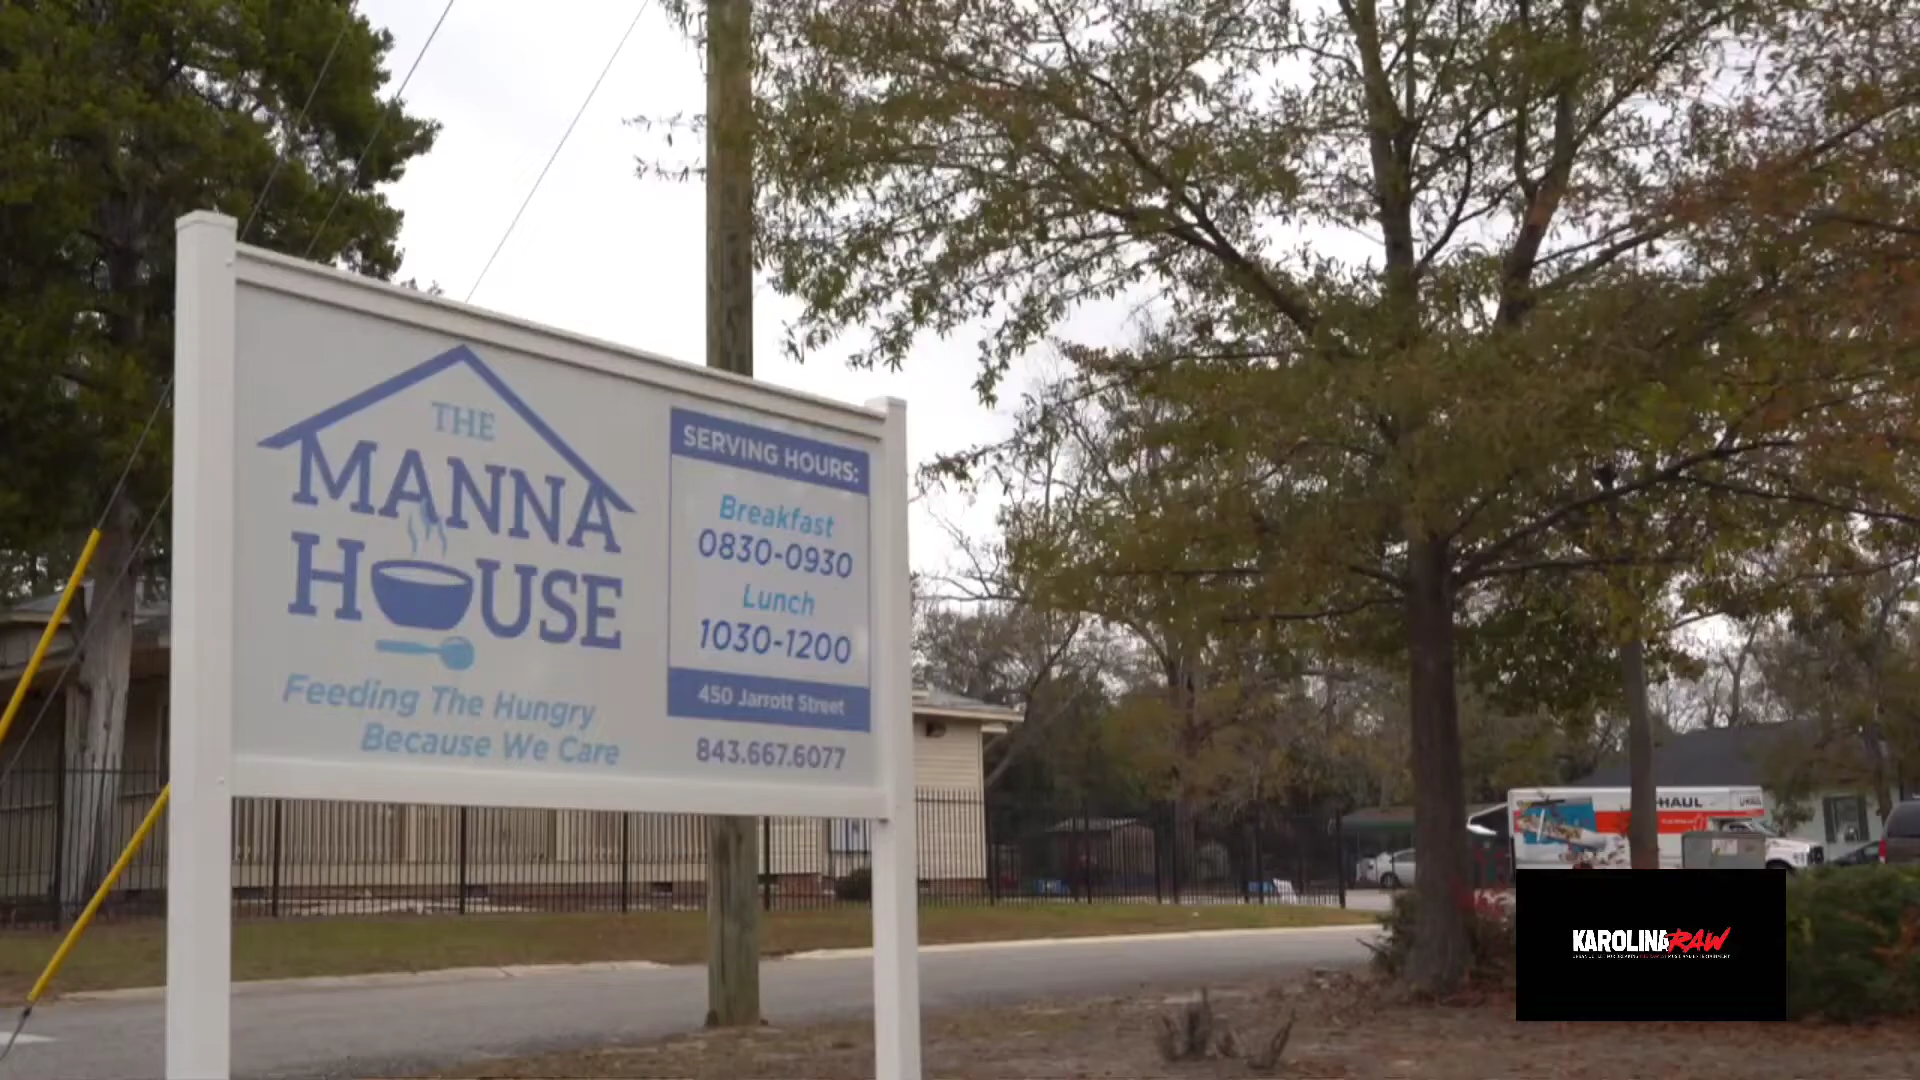 THE
MANNA
HOUSE
Feeding The Hungry
Because We Care
SERVING HOURS:
Breakfast
0830-0930
Lunch
1030-1200
450 Jarrott Street
843.667.6077
U-HAUL
KAROLINA RAW